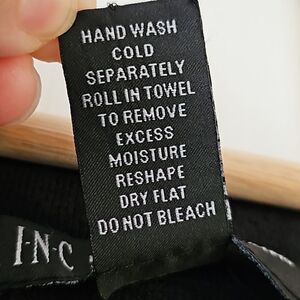 HAND WASH
COLD
SEPARATELY
ROLL IN TOWEL
TO REMOVE
EXCESS
MOISTURE
RESHAPE
DRY FLAT
DO NOT BLEACH
I·N·C